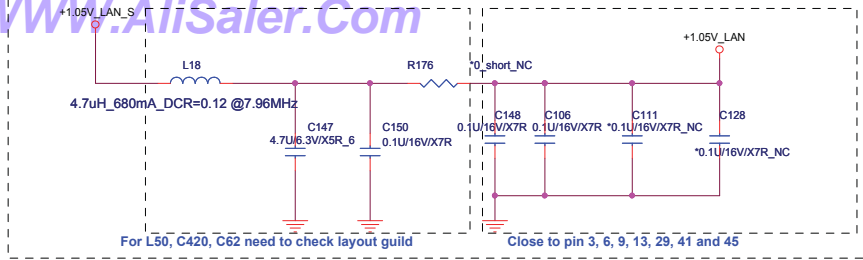 WWW.AliSaler.Com
+1.05V_LAN_S
+1.05V_LAN
L18
R176
*0_short_NC
4.7uH_680mA_DCR=0.12 @7.96MHz
C147
4.7U/6.3V/X5R_6
C150
0.1U/16V/X7R
C148
0.1U/16V/X7R
C106
0.1U/16V/X7R
C111
*0.1U/16V/X7R_NC
C128
*0.1U/16V/X7R_NC
For L50, C420, C62 need to check layout guild
Close to pin 3, 6, 9, 13, 29, 41 and 45